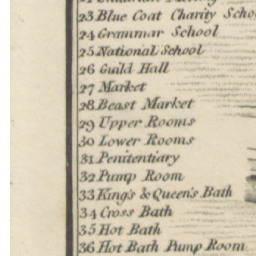 23 Blue Coat Charity Scho
24 Grammar School
25 National School
26 Guild Hall
27 Market
28 Beast Market
29 Upper Rooms
30 Lower Rooms
31 Penitentiary
32 Pump Room
33 King's & Queen's Bath
34 Cross Bath
35 Hot Bath
36 Hot Bath Pump Room